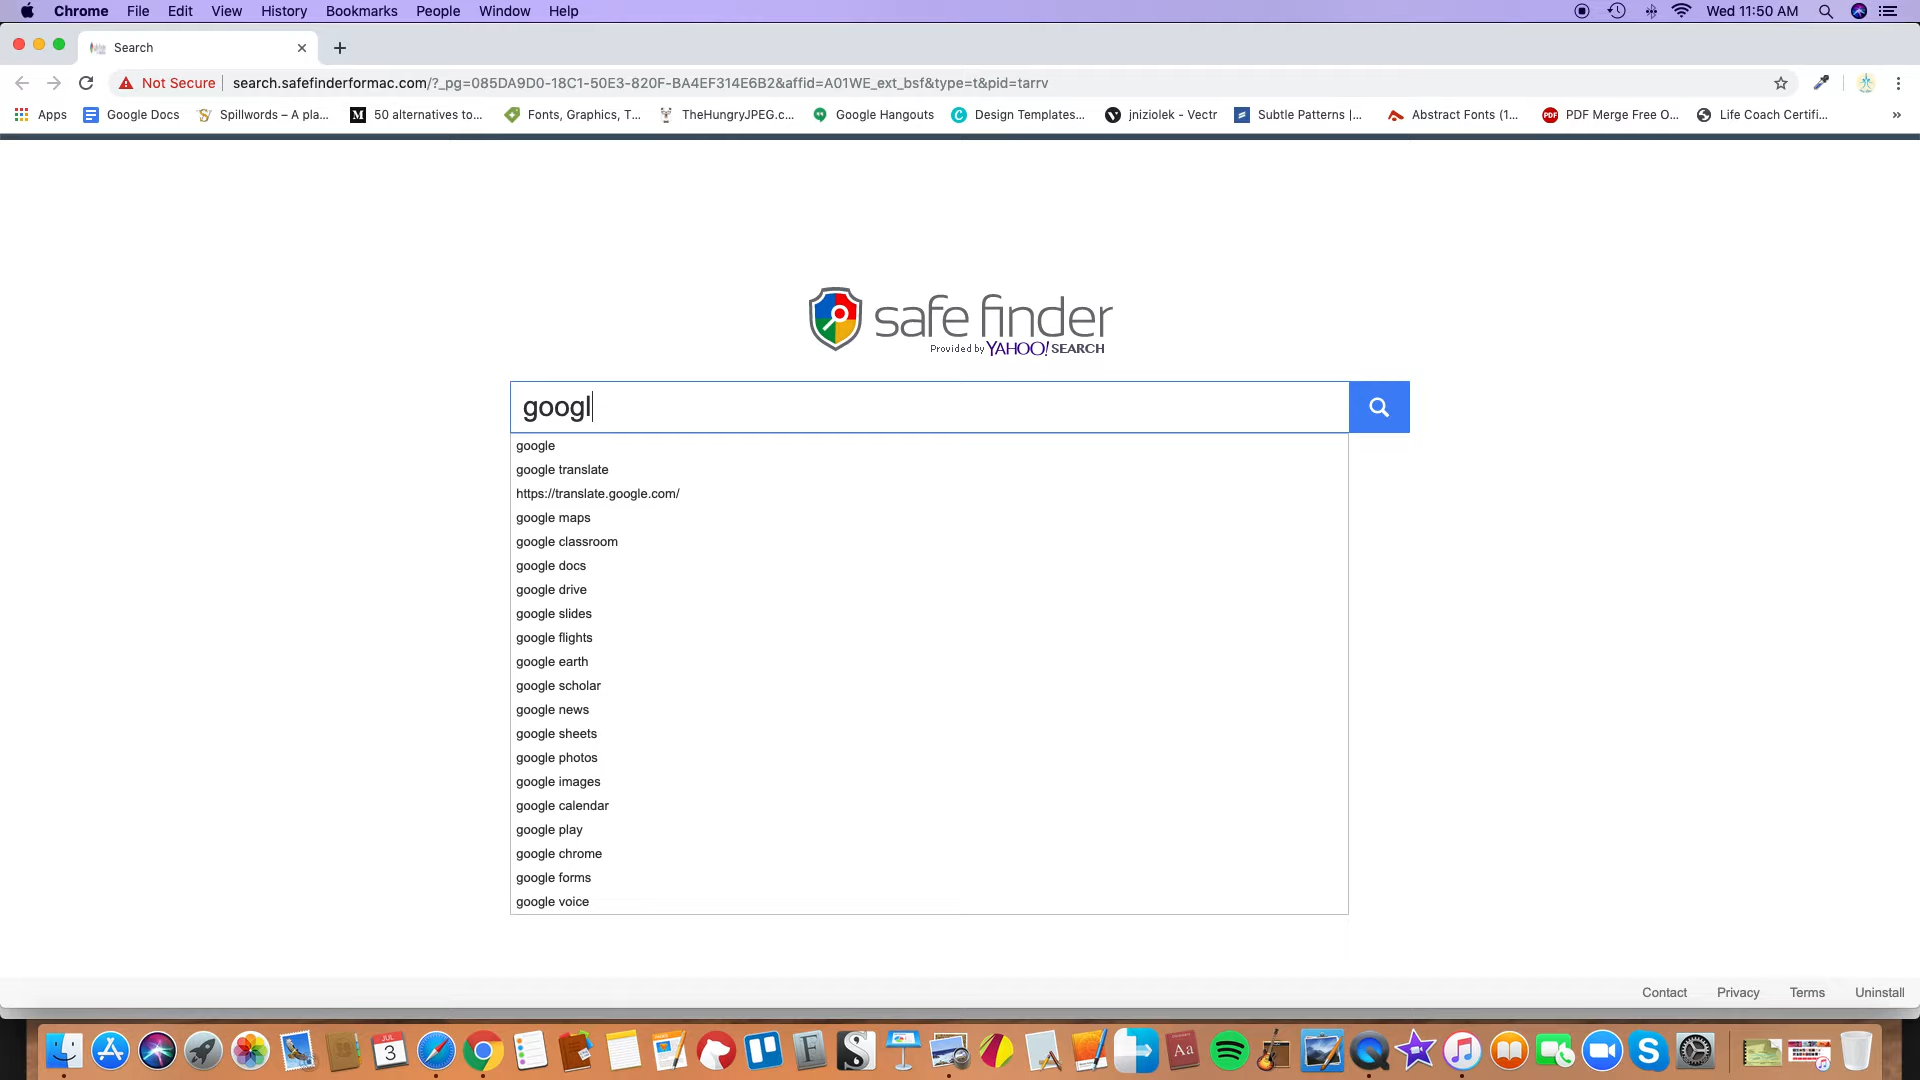 Chrome File Edit View History Bookmarks People Window Help Wed 11:50 AM
Search
Not Secure search.safefinderformac.com/?_pg=085DA9D0-18C1-50E3-820F-BA4EF314E6B2&affid=A01WE_ext_bsf&type=t&pid=tarrv
Apps Google Docs Spillwords – A pla... M 50 alternatives to... Fonts, Graphics, T... TheHungryJPEG.c... Google Hangouts Design Templates... jniziolek - Vectr Subtle Patterns |... Abstract Fonts (1... PDF PDF Merge Free O... Life Coach Certifi... »
safe finder
Provided by YAHOO! SEARCH
googl
google
google translate
https://translate.google.com/
google maps
google classroom
google docs
google drive
google slides
google flights
google earth
google scholar
google news
google sheets
google photos
google images
google calendar
google play
google chrome
google forms
google voice
Contact Privacy Terms Uninstall
JUL
3
F
S
Aa
S